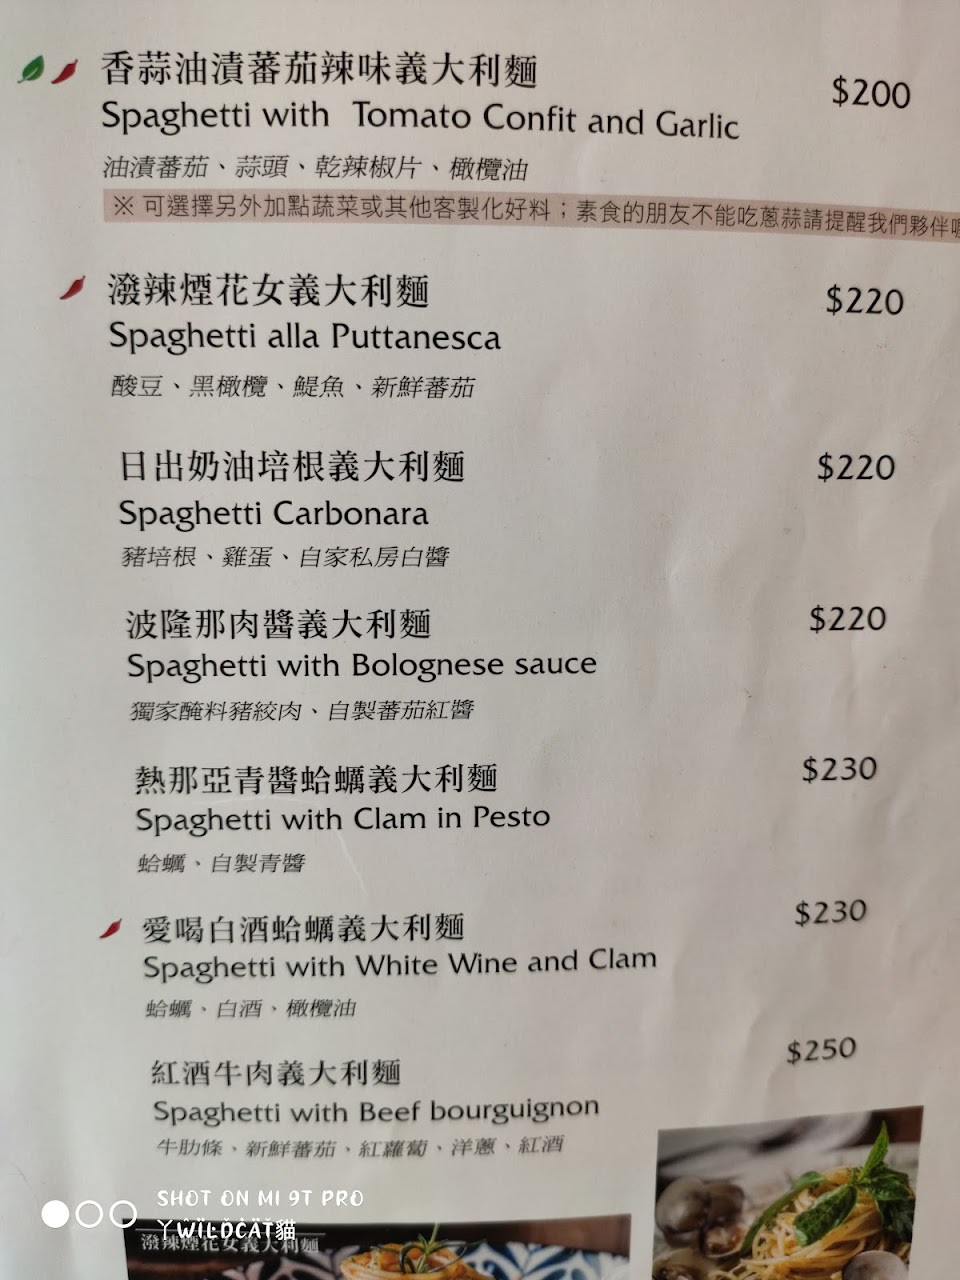 香蒜油漬蕃茄辣味義大利麵
$200
Spaghetti with Tomato Confit and Garlic
油漬蕃茄、蒜頭、乾辣椒片、橄欖油
※ 可選擇另外加點蔬菜或其他客製化好料；素食的朋友不能吃蔥蒜請提醒我們夥伴喔
潑辣煙花女義大利麵
$220
Spaghetti alla Puttanesca
酸豆、黑橄欖、鯷魚、新鮮蕃茄
日出奶油培根義大利麵
$220
Spaghetti Carbonara
豬培根、雞蛋、自家私房白醬
波隆那肉醬義大利麵
$220
Spaghetti with Bolognese sauce
獨家醃料豬絞肉、自製蕃茄紅醬
熱那亞青醬蛤蠣義大利麵
$230
Spaghetti with Clam in Pesto
蛤蠣、自製青醬
愛喝白酒蛤蠣義大利麵
$230
Spaghetti with White Wine and Clam
蛤蠣、白酒、橄欖油
紅酒牛肉義大利麵
$250
Spaghetti with Beef bourguignon
牛肋條、新鮮蕃茄、紅蘿蔔、洋蔥、紅酒
SHOT ON MI 9T PRO
ㄚWILDCAT貓
潑辣煙花女義大利麵